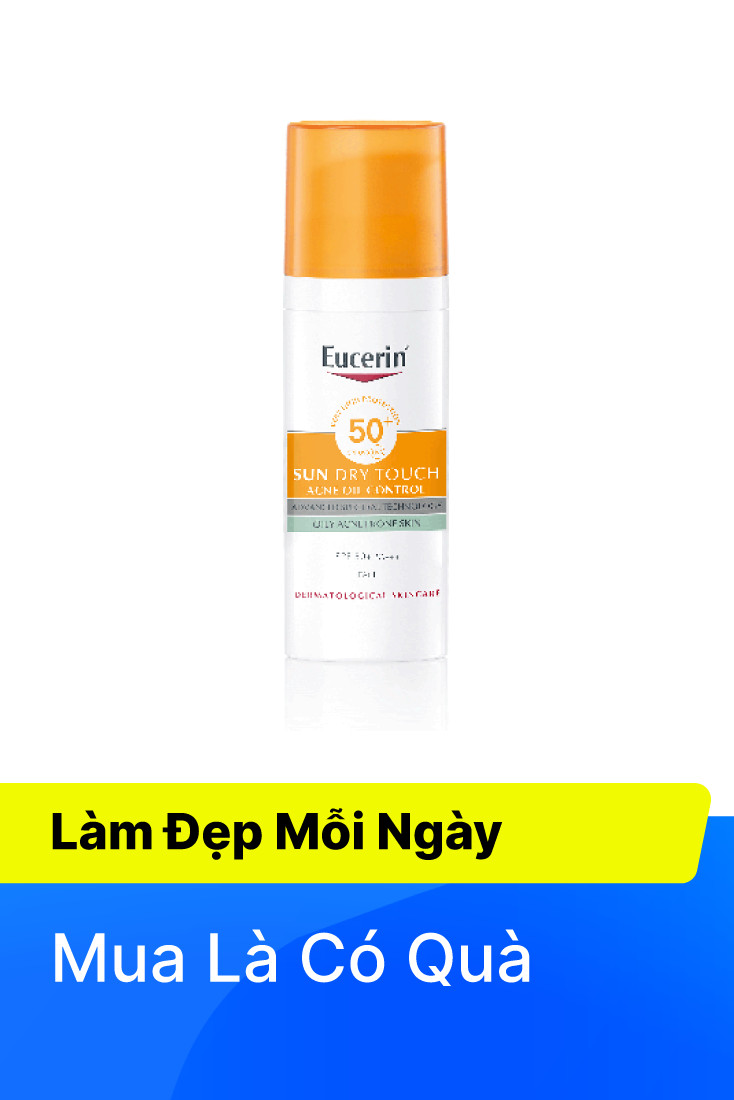 Eucerin
50+
SUN DRY TOUCH
ACNE OIL CONTROL
OILY ACNE PRONE SKIN
DERMATOLOGICAL SKINCARE
Làm Đẹp Mỗi Ngày
Mua Là Có Quà